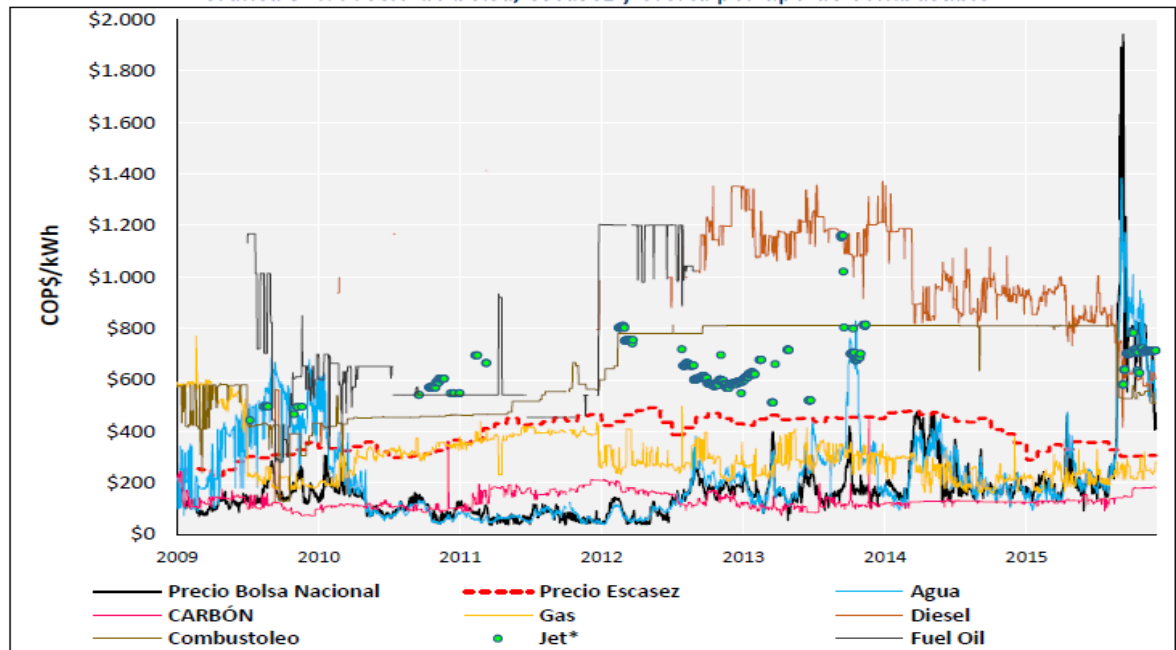 $2.000
$1.800
$1.600
$1.400
$1.200
$1.000
$800
$600
$400
$200
$0
COP$/kWh
2009 2010 2011 2012 2013 2014 2015
Precio Bolsa Nacional Precio Escasez Agua
CARBÓN Gas Diesel
Combustoleo Jet* Fuel Oil